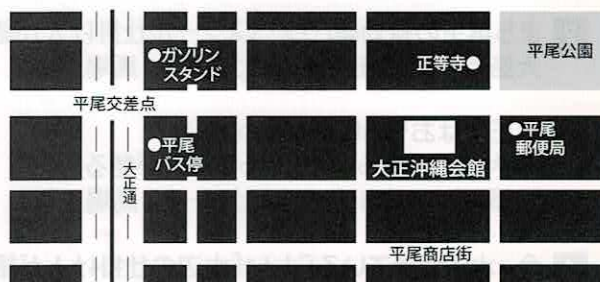 ●ガソリン
スタンド
正等寺●
平尾公園
平尾交差点
●平尾
バス停
大正通
大正沖縄会館
●平尾
郵便局
平尾商店街